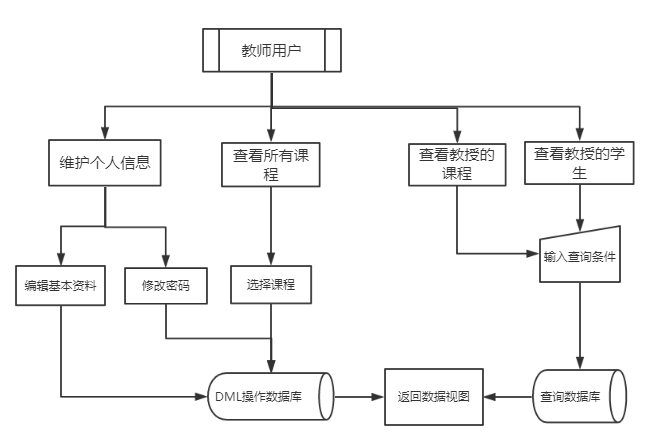 教师用户
维护个人信息
查看所有课
程
查看教授的
课程
查看教授的学
生
编辑基本资料
修改密码
选择课程
输入查询条件
DML操作数据库
返回数据视图
查询数据库